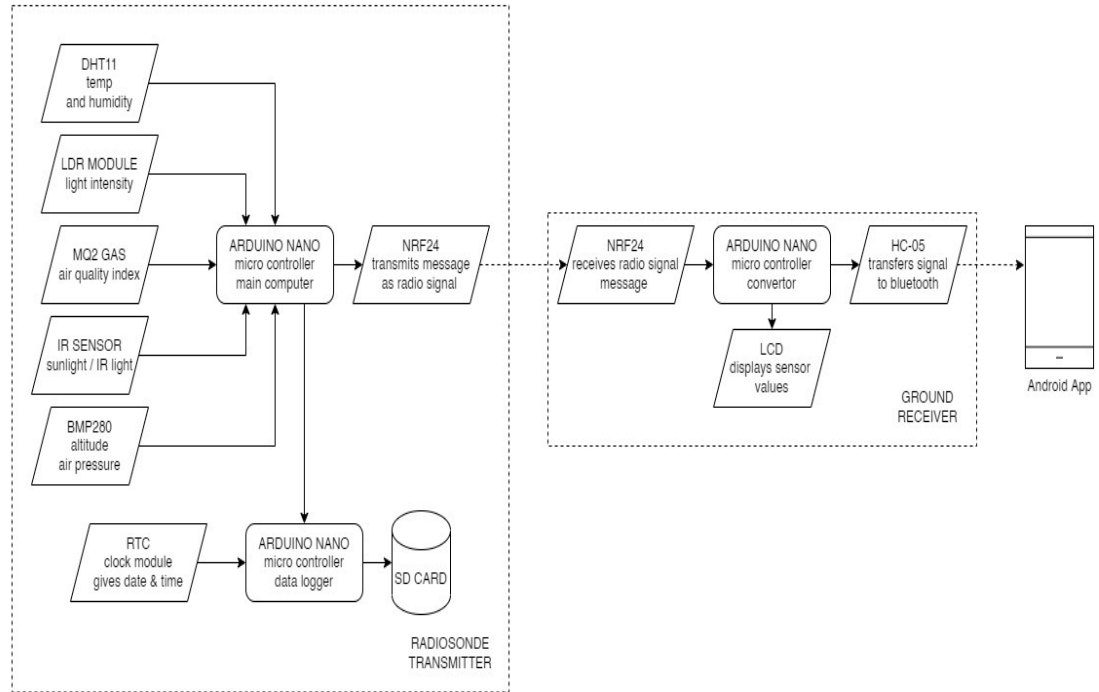 DHT11
temp
and humidity
LDR MODULE
light intensity
MQ2 GAS
air quality index
IR SENSOR
sunlight / IR light
BMP280
altitude
air pressure
ARDUINO NANO
micro controller
main computer
NRF24
transmits message
as radio signal
RTC
clock module
gives date & time
ARDUINO NANO
micro controller
data logger
SD CARD
RADIOSONDE
TRANSMITTER
NRF24
receives radio signal
message
ARDUINO NANO
micro controller
convertor
HC-05
transfers signal
to bluetooth
LCD
displays sensor
values
GROUND
RECEIVER
Android App